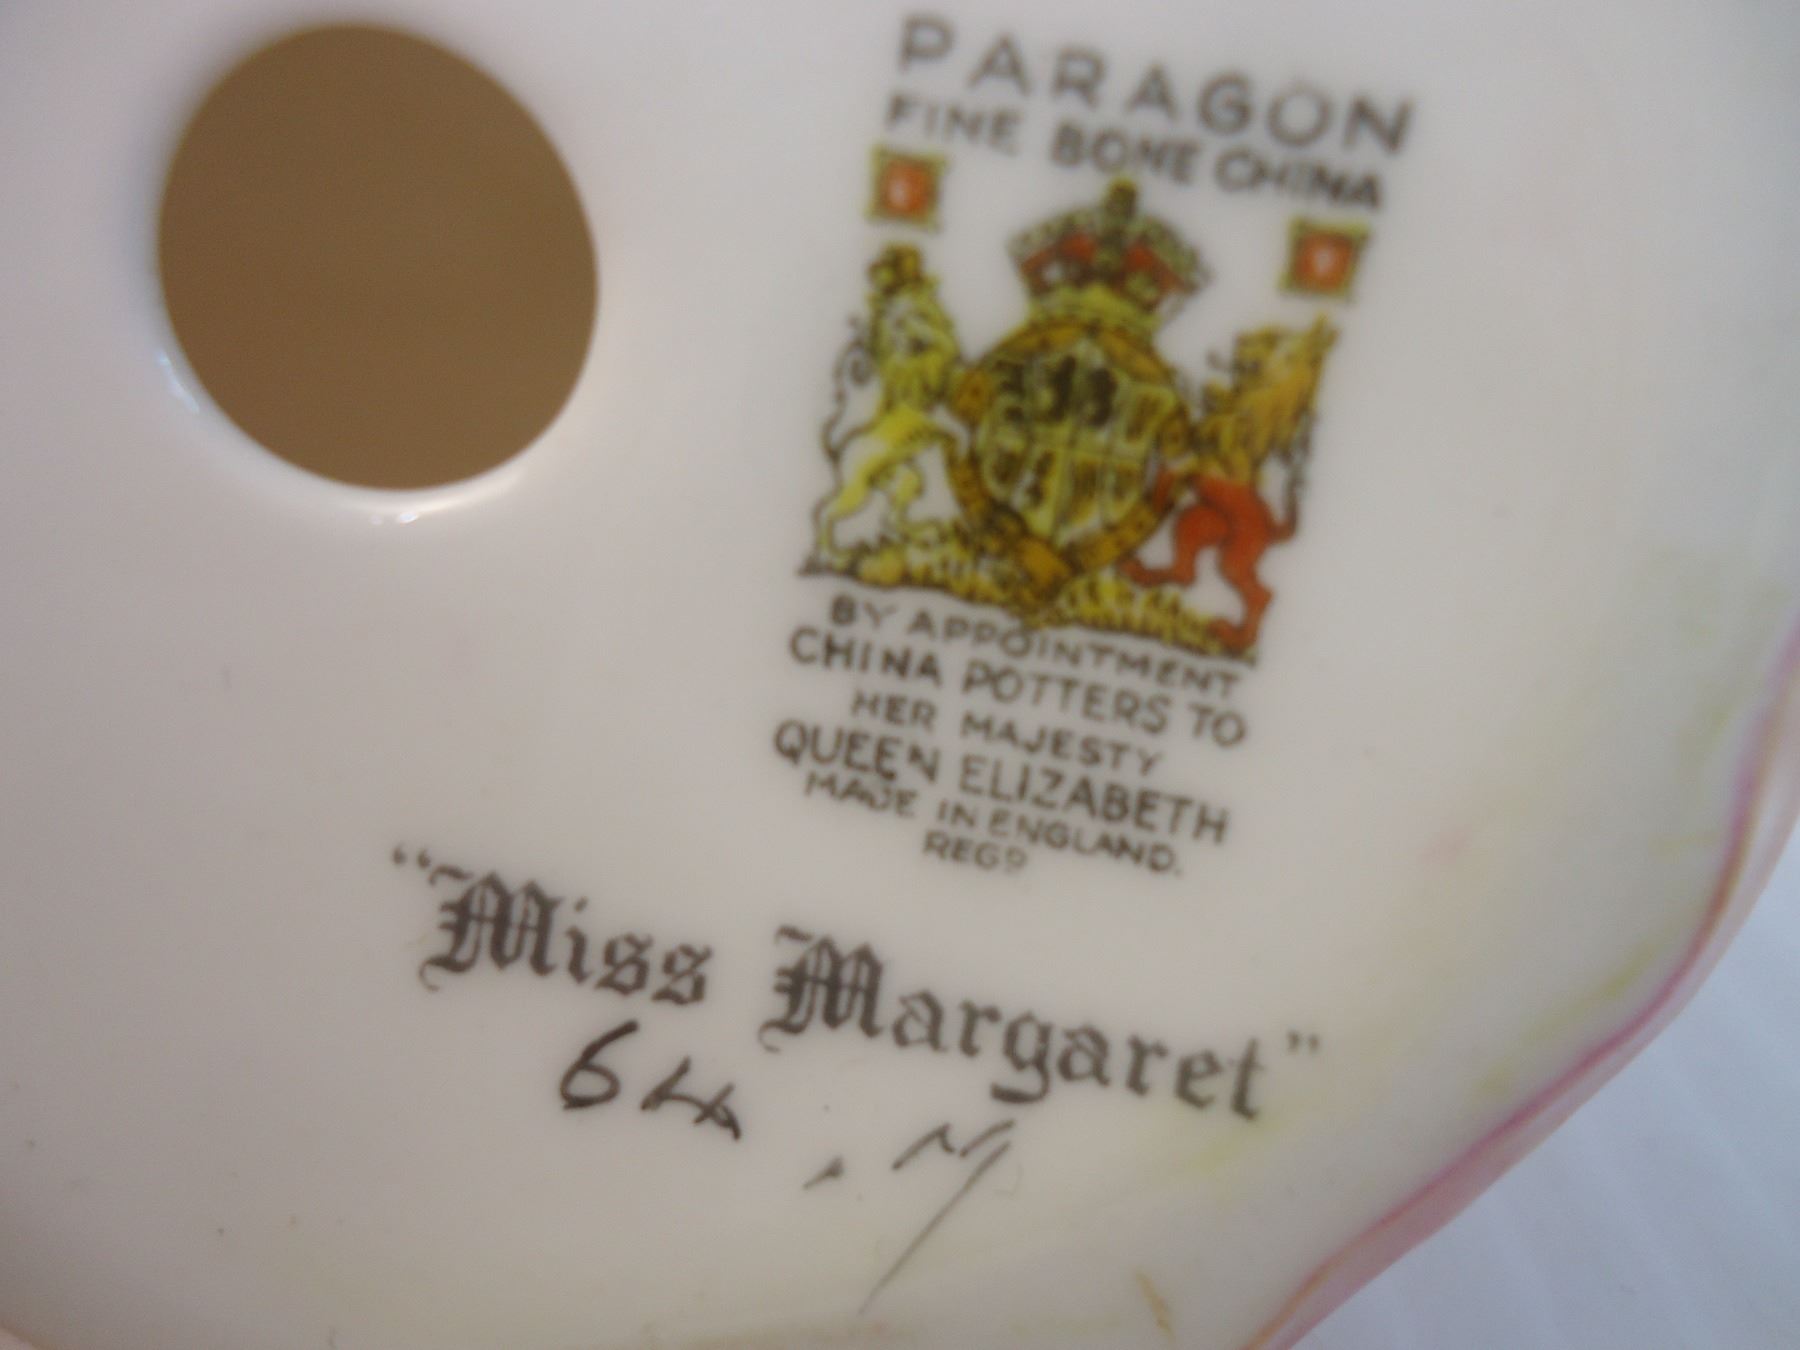 PARAGON
FINE BONE CHINA
BY APPOINTMENT
CHINA POTTERS TO
HER MAJESTY
QUEEN ELIZABETH
MADE IN ENGLAND.
REGD
"Miss Margaret"
64